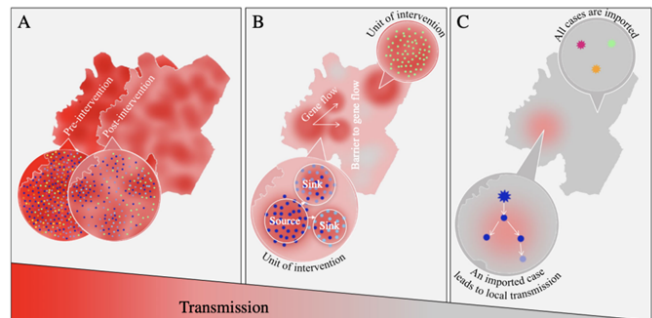 A
Pre-intervention
Post-intervention
B
Unit of intervention
Gene flow
Barrier to gene flow
Sink
Source
Sink
Unit of intervention
C
All cases are imported
An imported case
leads to local transmission
Transmission